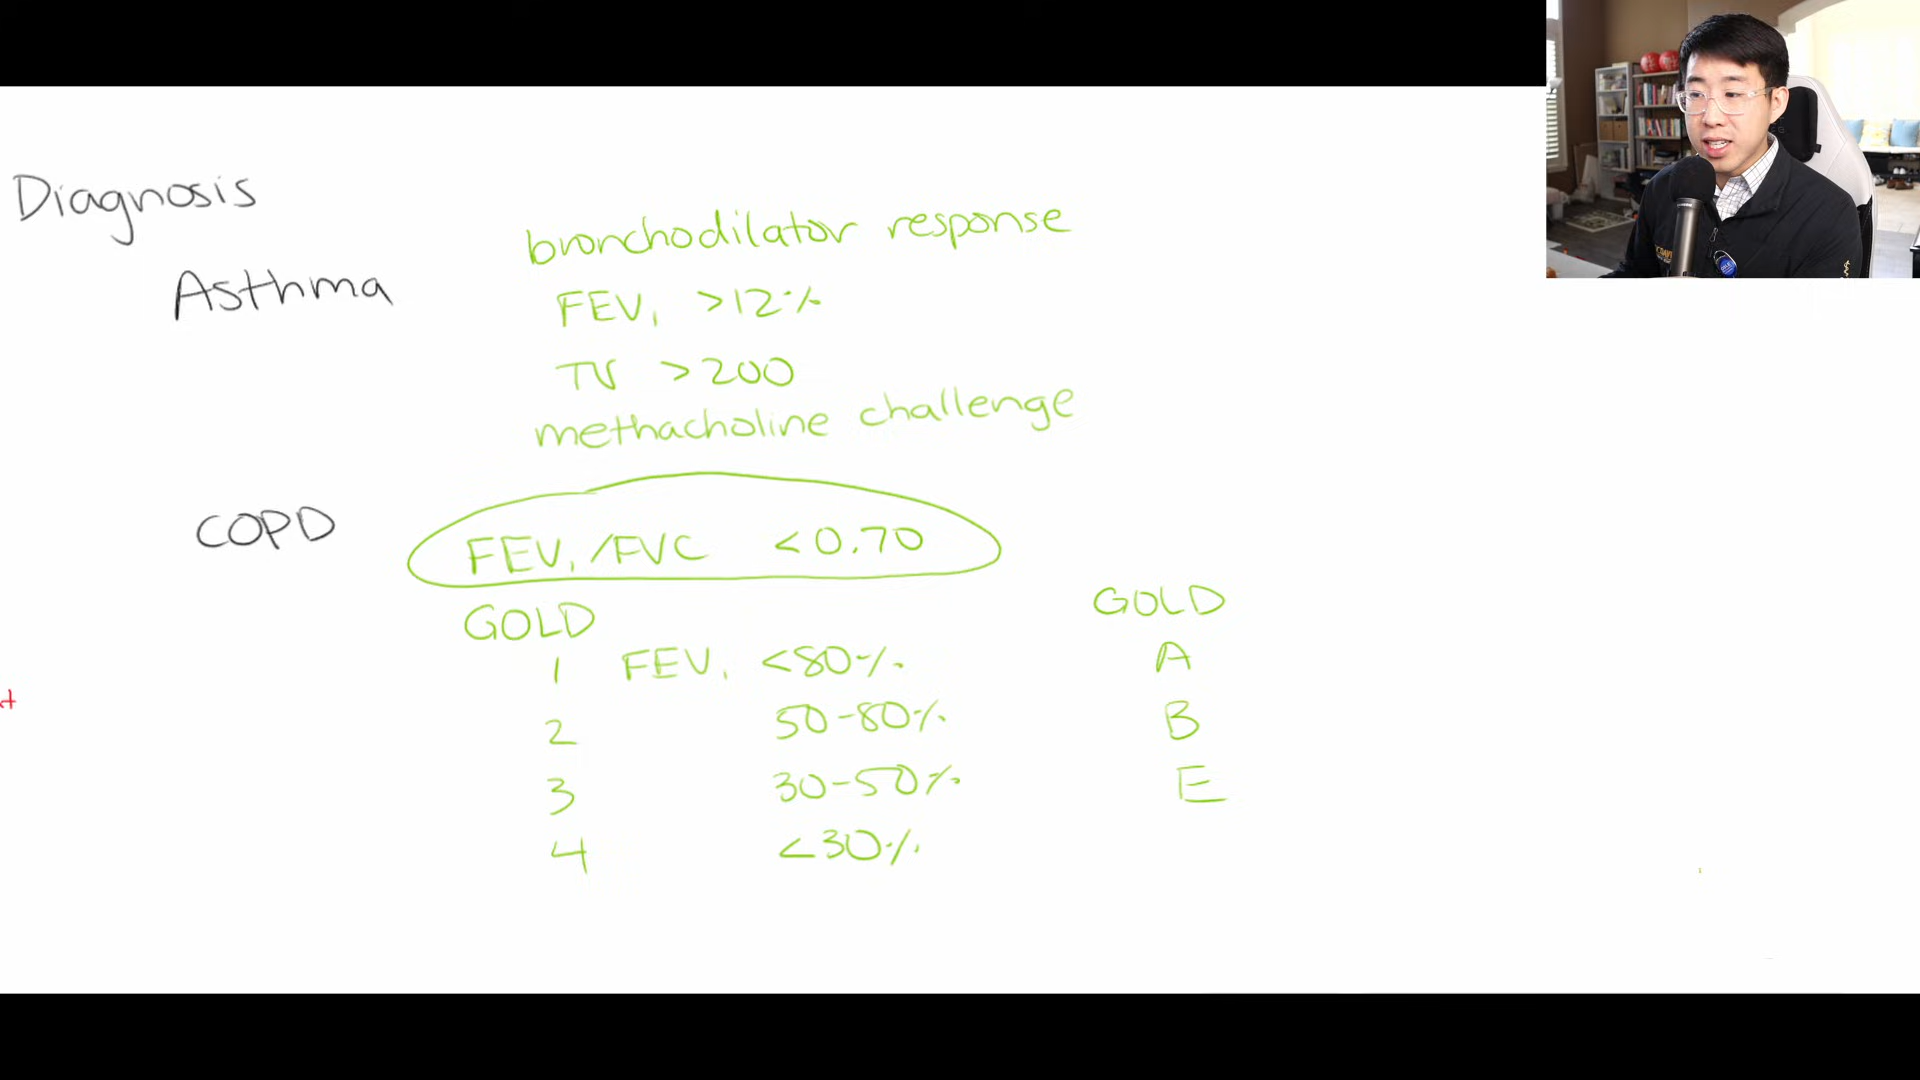 Diagnosis
Asthma
bronchodilator response
FEV₁ >12%
TV >200
methacholine challenge
COPD
FEV₁/FVC <0.70
GOLD
1 FEV₁ <80%
2 50-80%
3 30-50%
4 <30%
GOLD
A
B
E